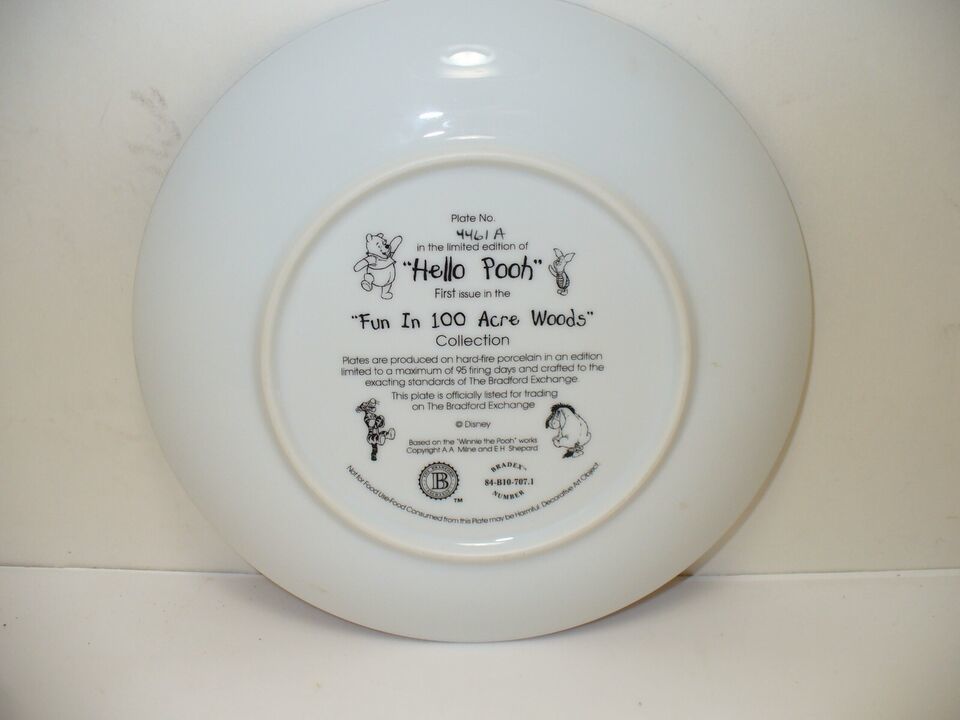 Plate No.
4461 A
in the limited edition of
"Hello Pooh"
First issue in the
"Fun In 100 Acre Woods"
Collection
Plates are produced on hard-fire porcelain in an edition
limited to a maximum of 95 firing days and crafted to the
exacting standards of The Bradford Exchange
This plate is officially listed for trading
on The Bradford Exchange
© Disney
Based on the "Winnie the Pooh" works
Copyright A.A. Milne and E.H. Shepard
B
TM
BRADEX™
84-B10-707.1
NUMBER
Not for Food Use-Food Consumed from this Plate may be Harmful. Decorative Art Object.